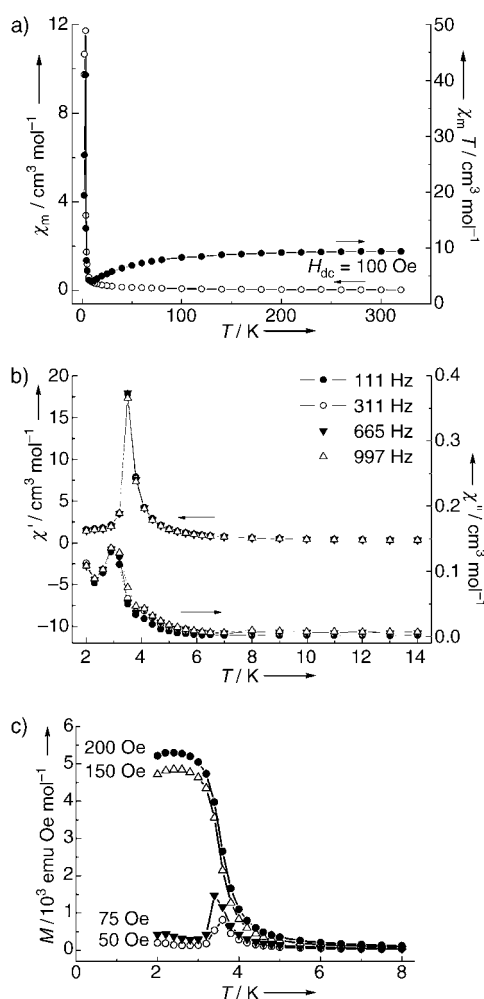 a)
12
8
4
0
χm / cm³ mol⁻¹
50
40
30
20
10
0
χm T / cm³ mol⁻¹
Hdc = 100 Oe
0 100 200 300
T / K
b)
20
15
10
5
0
−5
−10
χ' / cm³ mol⁻¹
111 Hz
311 Hz
665 Hz
997 Hz
0.4
0.3
0.2
0.1
0.0
χ'' / cm³ mol⁻¹
2 4 6 8 10 12 14
T / K
c)
6
5
4
3
2
1
0
M / 10³ emu Oe mol⁻¹
200 Oe
150 Oe
75 Oe
50 Oe
0 2 4 6 8
T / K